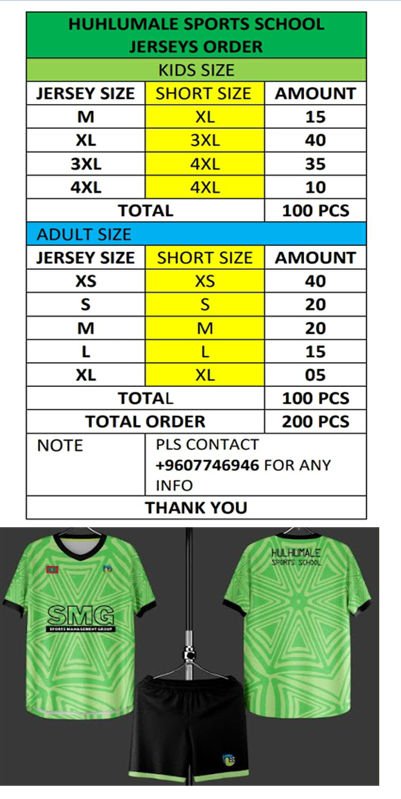 HUHLUMALE SPORTS SCHOOL
JERSEYS ORDER
KIDS SIZE
JERSEY SIZE SHORT SIZE AMOUNT
M XL 15
XL 3XL 40
3XL 4XL 35
4XL 4XL 10
TOTAL 100 PCS
ADULT SIZE
JERSEY SIZE SHORT SIZE AMOUNT
XS XS 40
S S 20
M M 20
L L 15
XL XL 05
TOTAL 100 PCS
TOTAL ORDER 200 PCS
NOTE PLS CONTACT
+9607746946 FOR ANY
INFO
THANK YOU
SMG
SPORTS MANAGEMENT GROUP
HULHUMALE
SPORTS SCHOOL